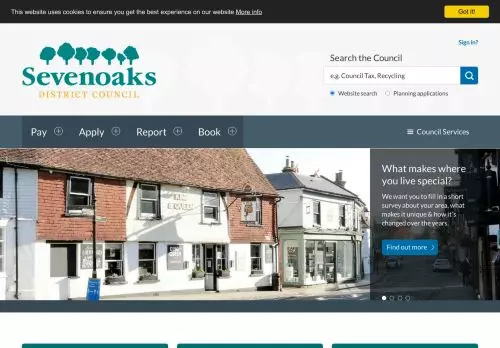 This website uses cookies to ensure you get the best experience on our website More info
Got it!
Sevenoaks
DISTRICT COUNCIL
Sign in?
Search the Council
e.g. Council Tax, Recycling
Website search
Planning applications
Pay
Apply
Report
Book
Council Services
What makes where
you live special?
We want you to fill in a short
survey about your area, what
makes it unique & how it's
changed over the years.
Find out more